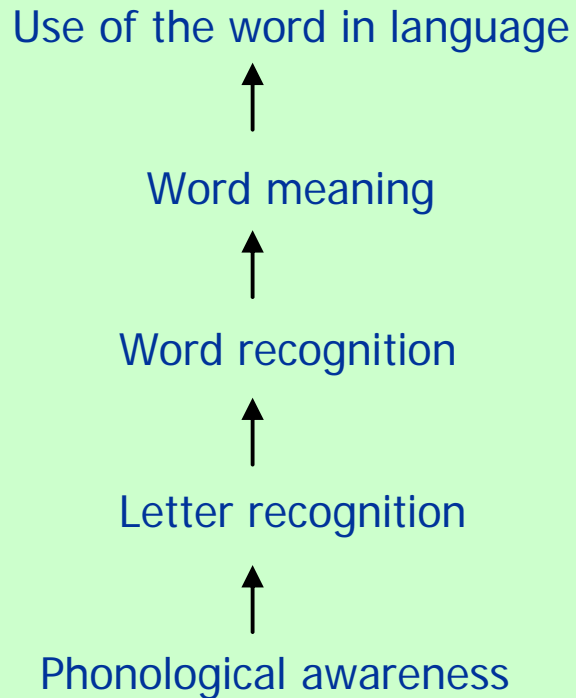 Use of the word in language
Word meaning
Word recognition
Letter recognition
Phonological awareness